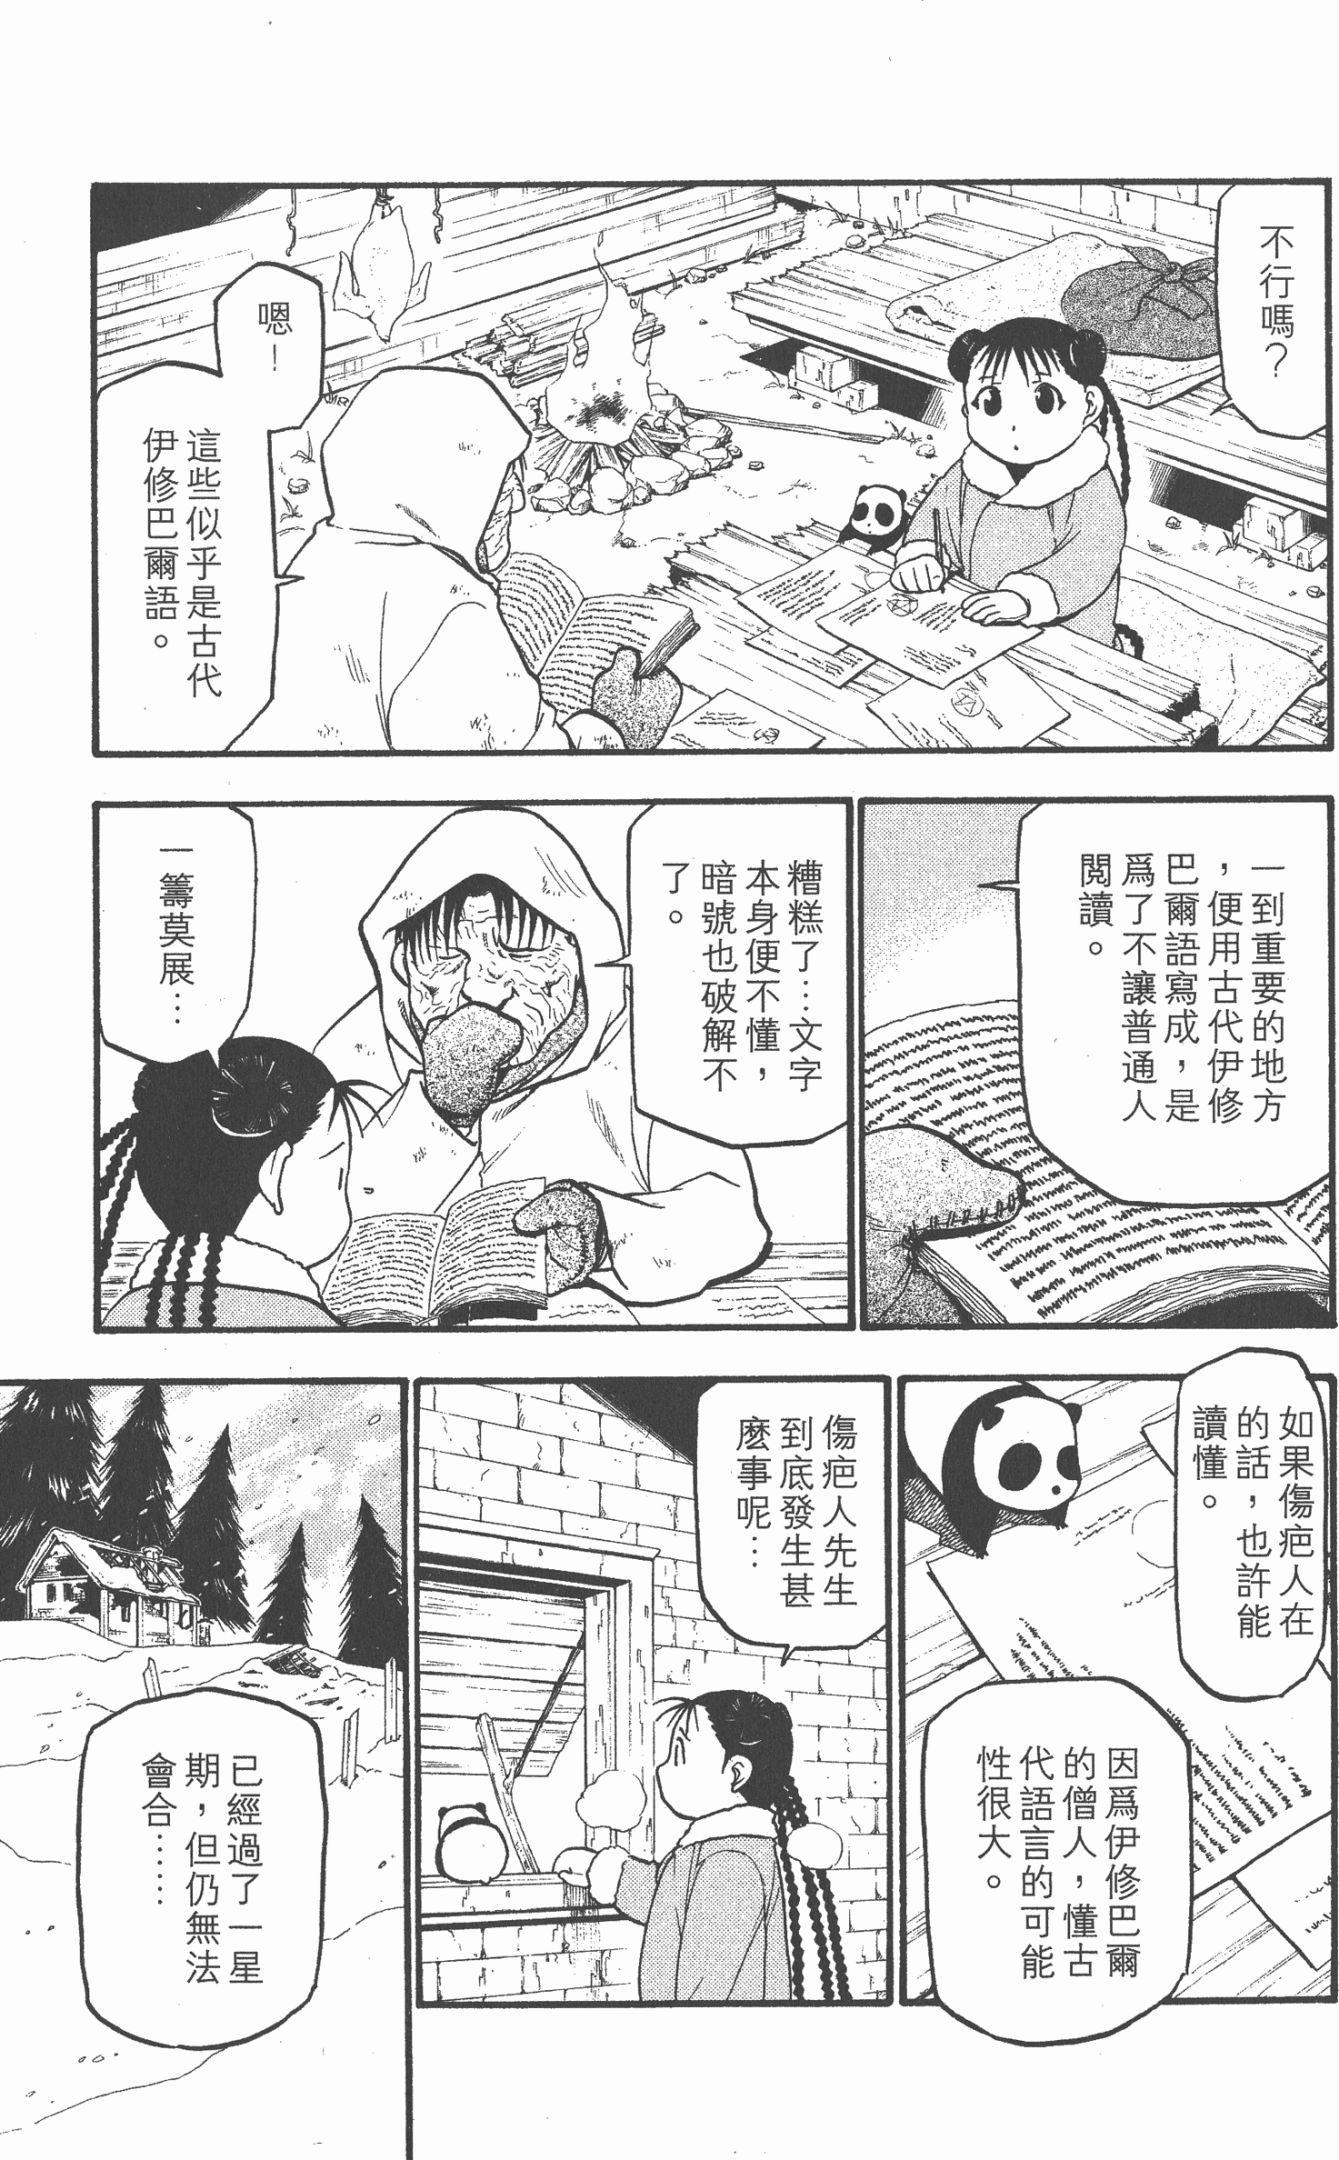 不行嗎？
嗯！
這些似乎是古代
伊修巴爾語。
一到重要的地方
，便用古代伊修
巴爾語寫成，是
爲了不讓普通人
閲讀。
糟糕了…文字
本身便不懂，
暗號也破解不
了。
一籌莫展…
如果傷疤人在
的話，也許能
讀懂。
因爲伊修巴爾
的僧人，懂古
代語言的可能
性很大。
傷疤人先生
到底發生甚
麼事呢…
已經過了一星
期，但仍無法
會合……